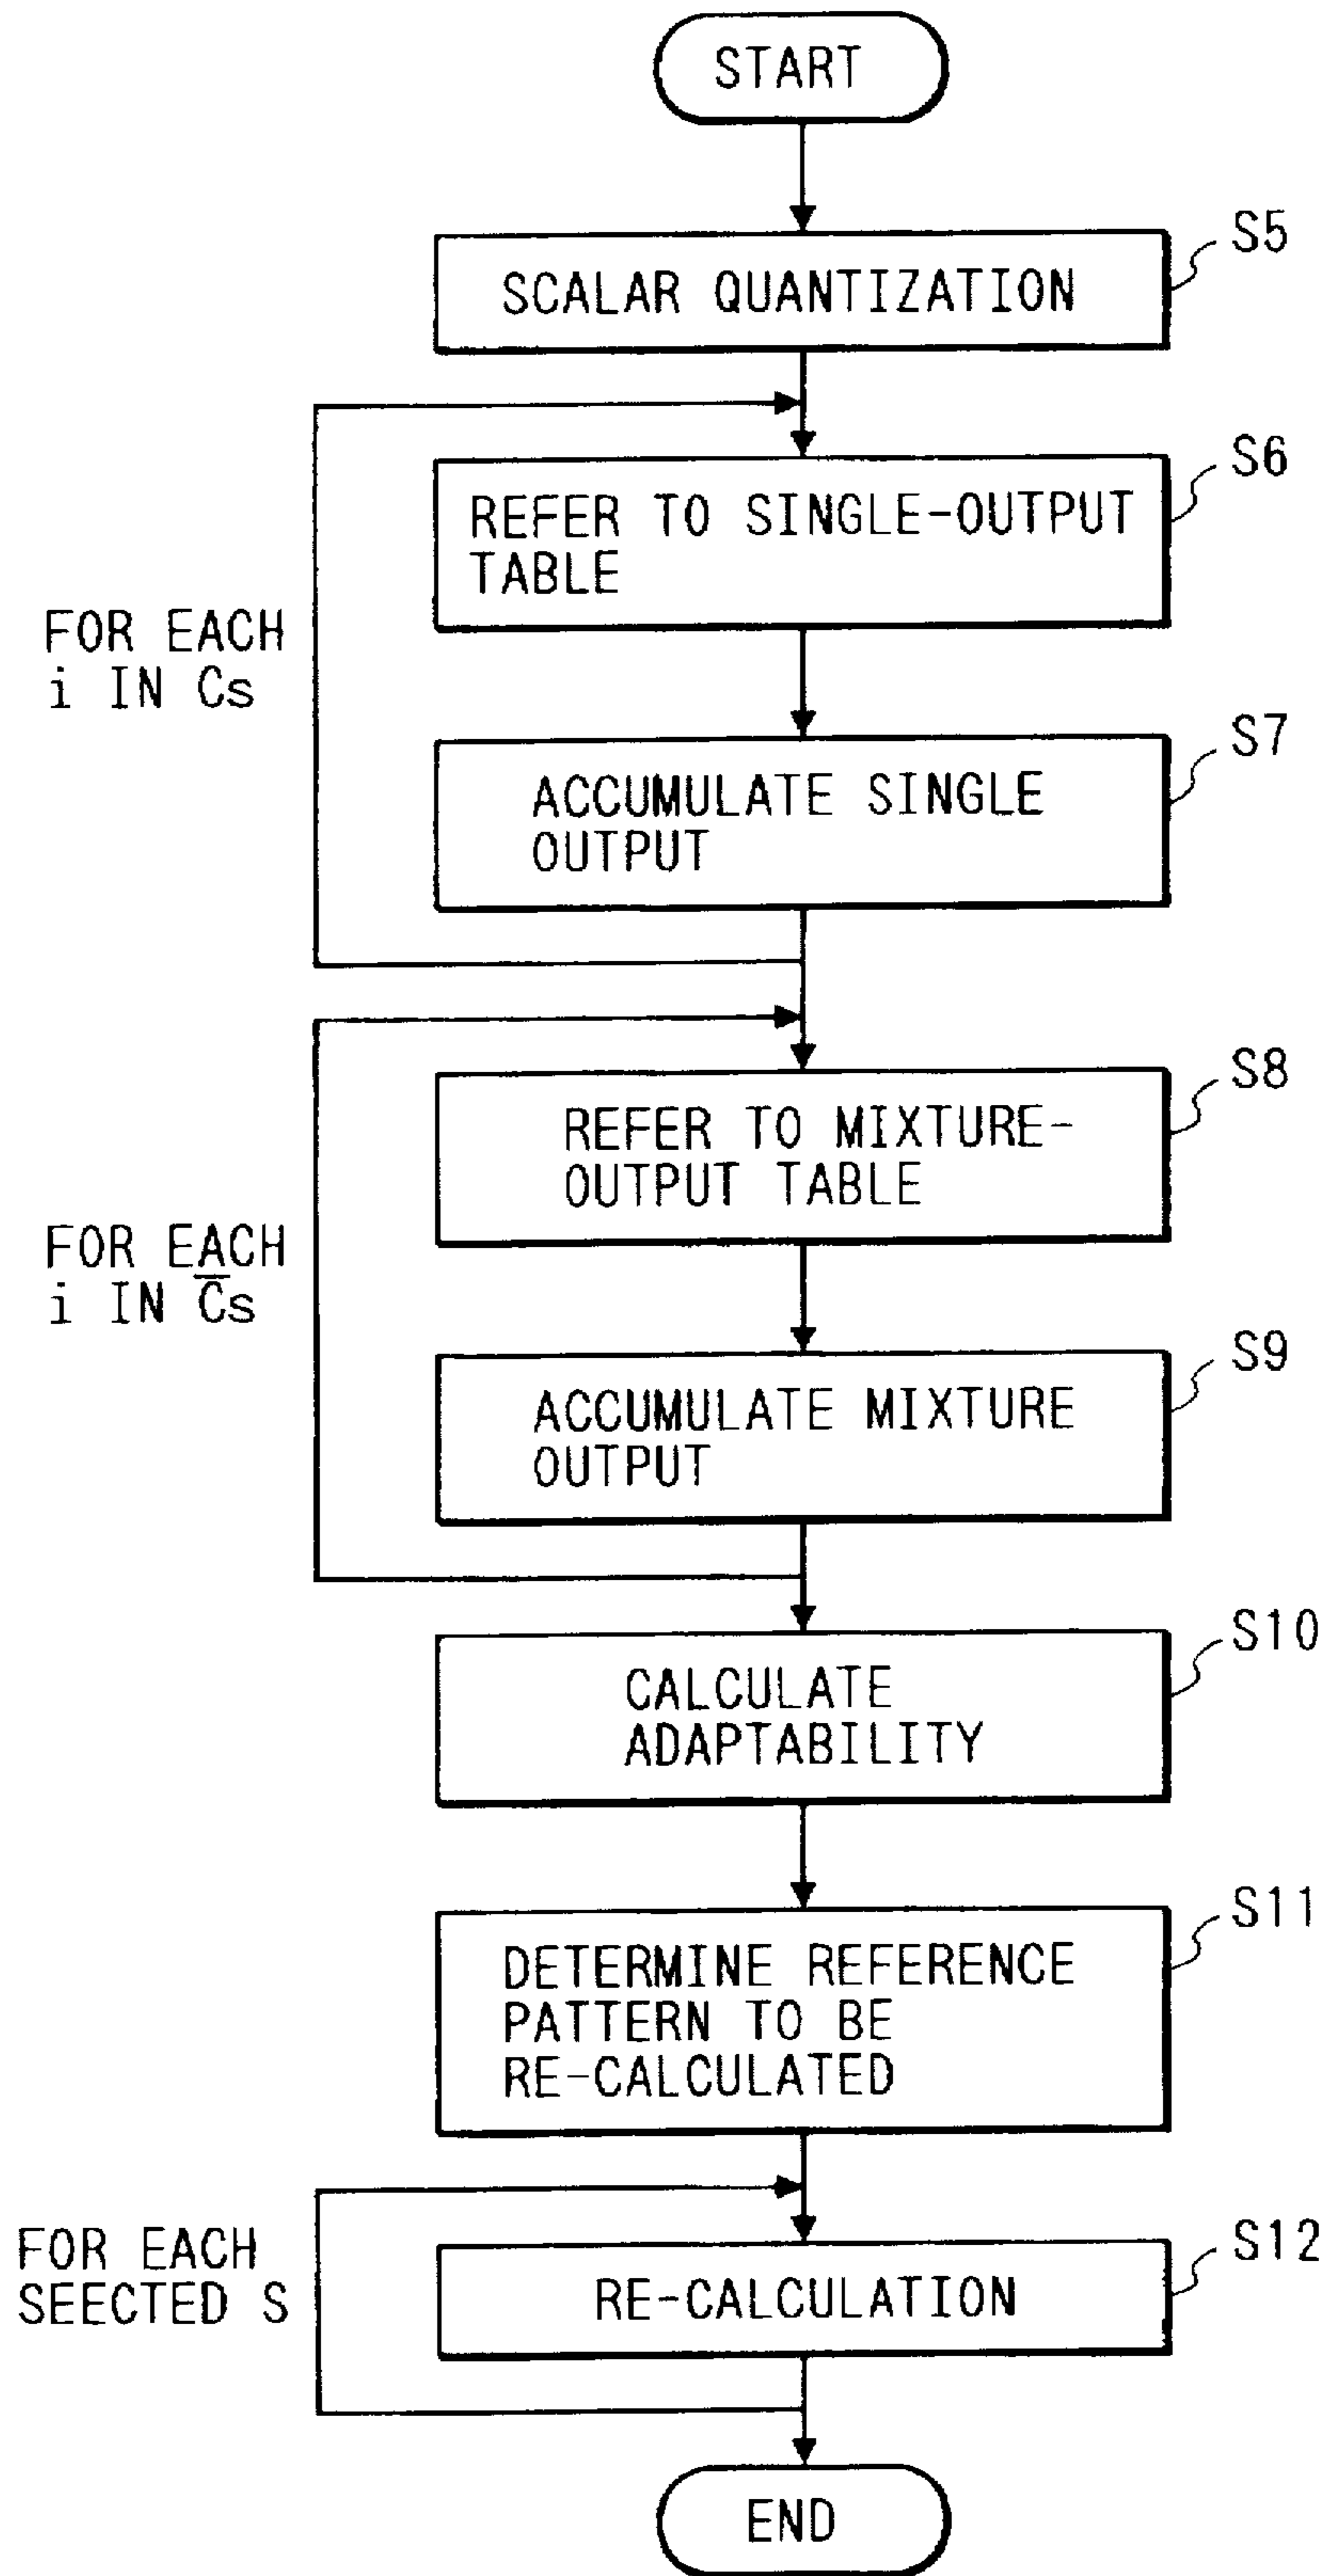 START
S5
SCALAR QUANTIZATION
S6
REFER TO SINGLE-OUTPUT
TABLE
FOR EACH
i IN Cs
S7
ACCUMULATE SINGLE
OUTPUT
S8
REFER TO MIXTURE-
OUTPUT TABLE
FOR EACH
i IN C̅s
S9
ACCUMULATE MIXTURE
OUTPUT
S10
CALCULATE
ADAPTABILITY
S11
DETERMINE REFERENCE
PATTERN TO BE
RE-CALCULATED
FOR EACH
SEECTED S
S12
RE-CALCULATION
END